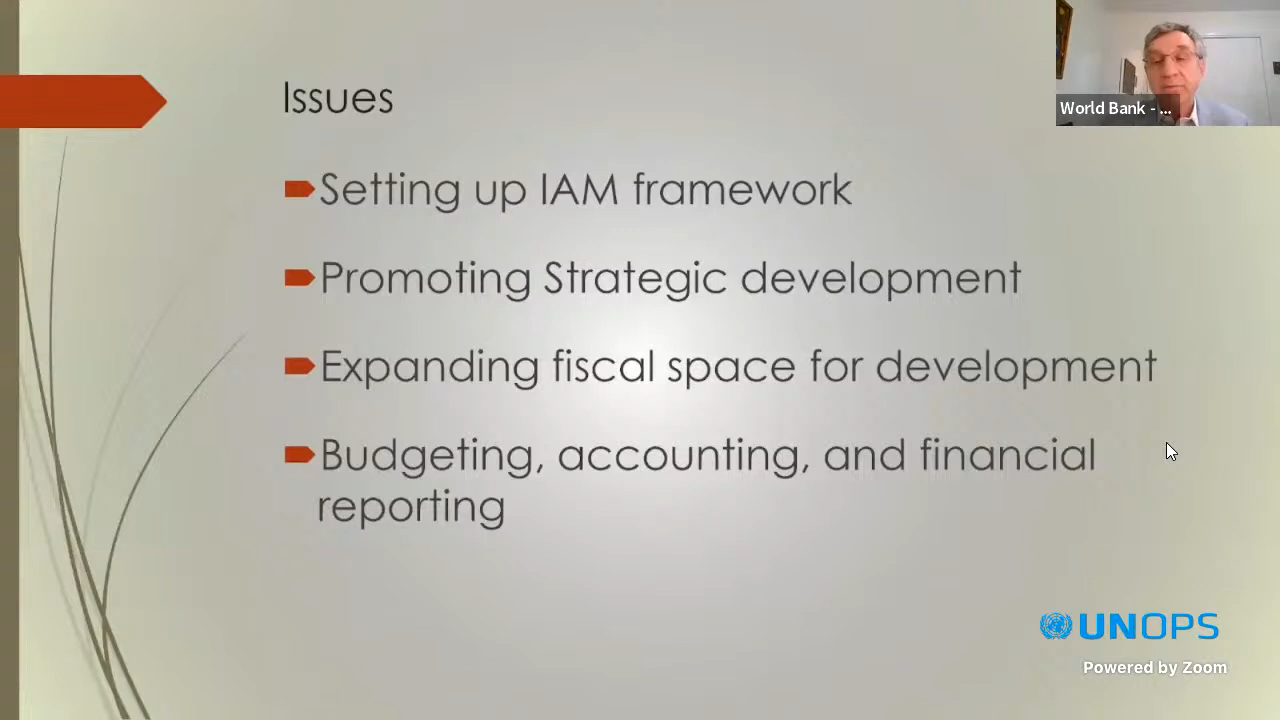 Issues
World Bank - ...
Setting up IAM framework
Promoting Strategic development
Expanding fiscal space for development
Budgeting, accounting, and financial
reporting
UNOPS
Powered by Zoom